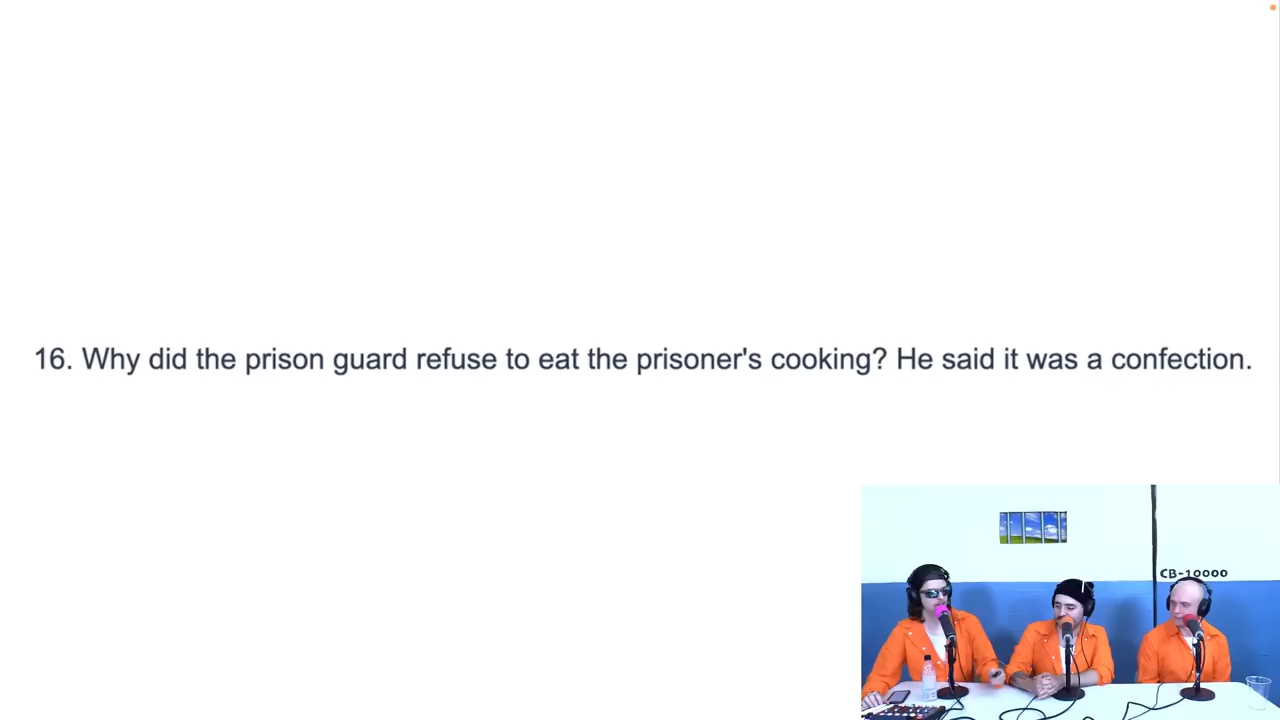 16. Why did the prison guard refuse to eat the prisoner's cooking? He said it was a confection.
CB-10000